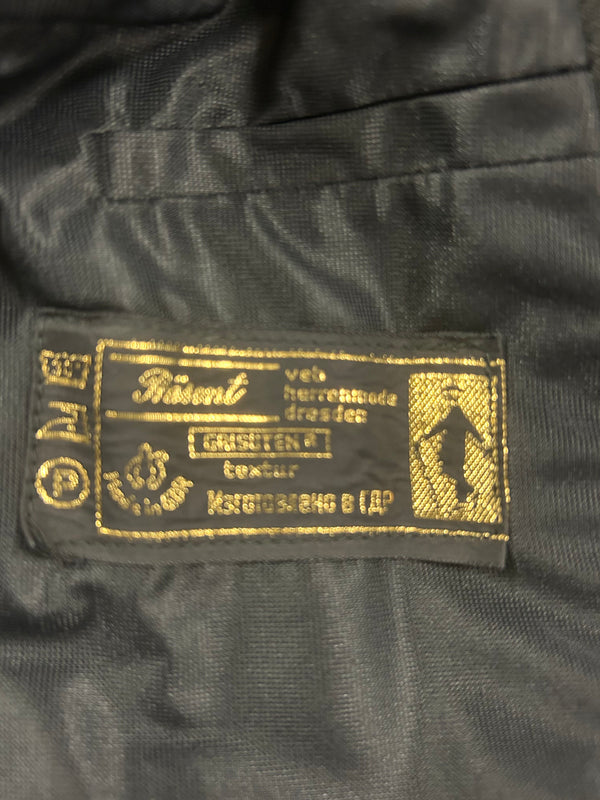 veb
herrenmode
dresden
GRISUTEN ®
textur
Изготовлено в ГДР
made in GDR
P